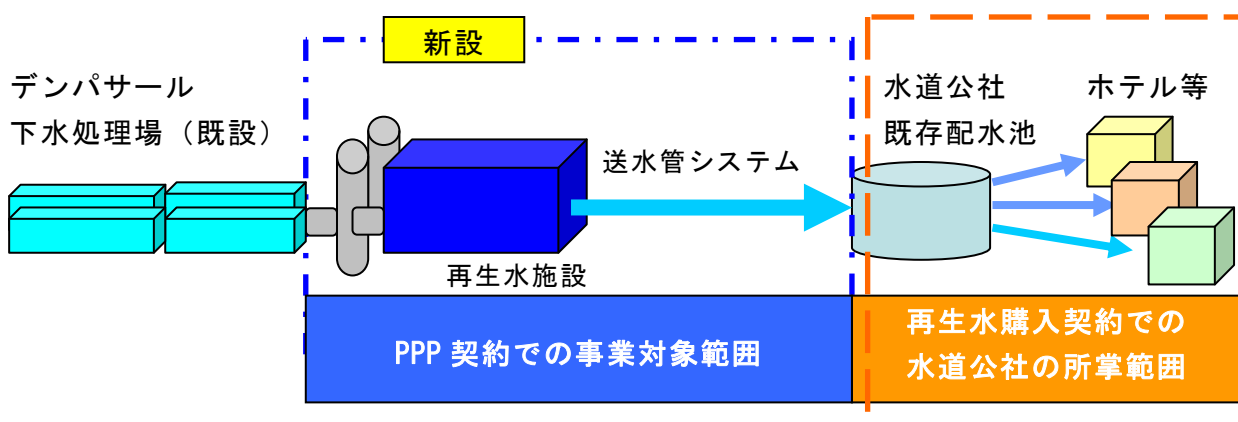 新設
デンパサール
下水処理場（既設）
水道公社
既存配水池
ホテル等
送水管システム
再生水施設
PPP 契約での事業対象範囲
再生水購入契約での
水道公社の所掌範囲